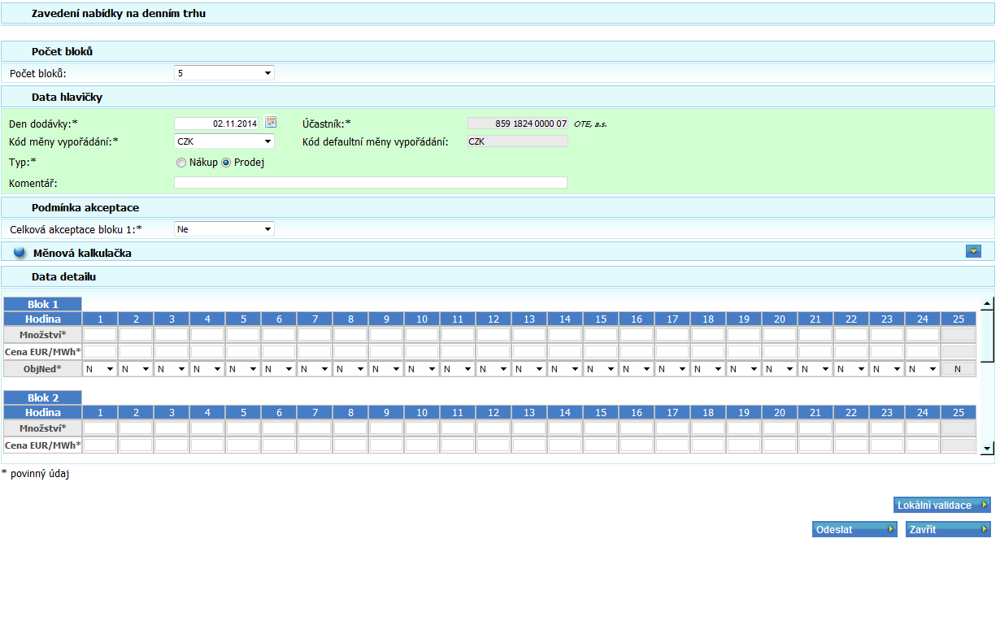 Zavedení nabídky na denním trhu
Počet bloků
Počet bloků: 5
Data hlavičky
Den dodávky:* 02.11.2014 Účastník:* 859 1824 0000 07 OTE, a.s.
Kód měny vypořádání:* CZK Kód defaultní měny vypořádání: CZK
Typ:* Nákup Prodej
Komentář:
Podmínka akceptace
Celková akceptace bloku 1:* Ne
Měnová kalkulačka
Data detailu
Blok 1
Hodina 1 2 3 4 5 6 7 8 9 10 11 12 13 14 15 16 17 18 19 20 21 22 23 24 25
Množství*
Cena EUR/MWh*
ObjNed* N N N N N N N N N N N N N N N N N N N N N N N N N
Blok 2
Hodina 1 2 3 4 5 6 7 8 9 10 11 12 13 14 15 16 17 18 19 20 21 22 23 24 25
Množství*
Cena EUR/MWh*
* povinný údaj
Lokální validace
Odeslat Zavřít